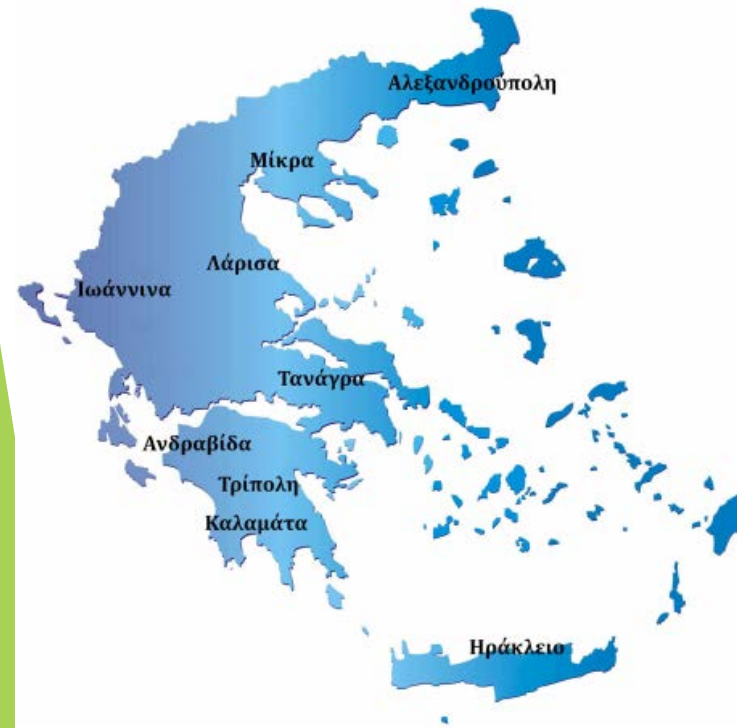 Αλεξανδρούπολη
Μίκρα
Λάρισα
Ιωάννινα
Τανάγρα
Ανδραβίδα
Τρίπολη
Καλαμάτα
Ηράκλειο